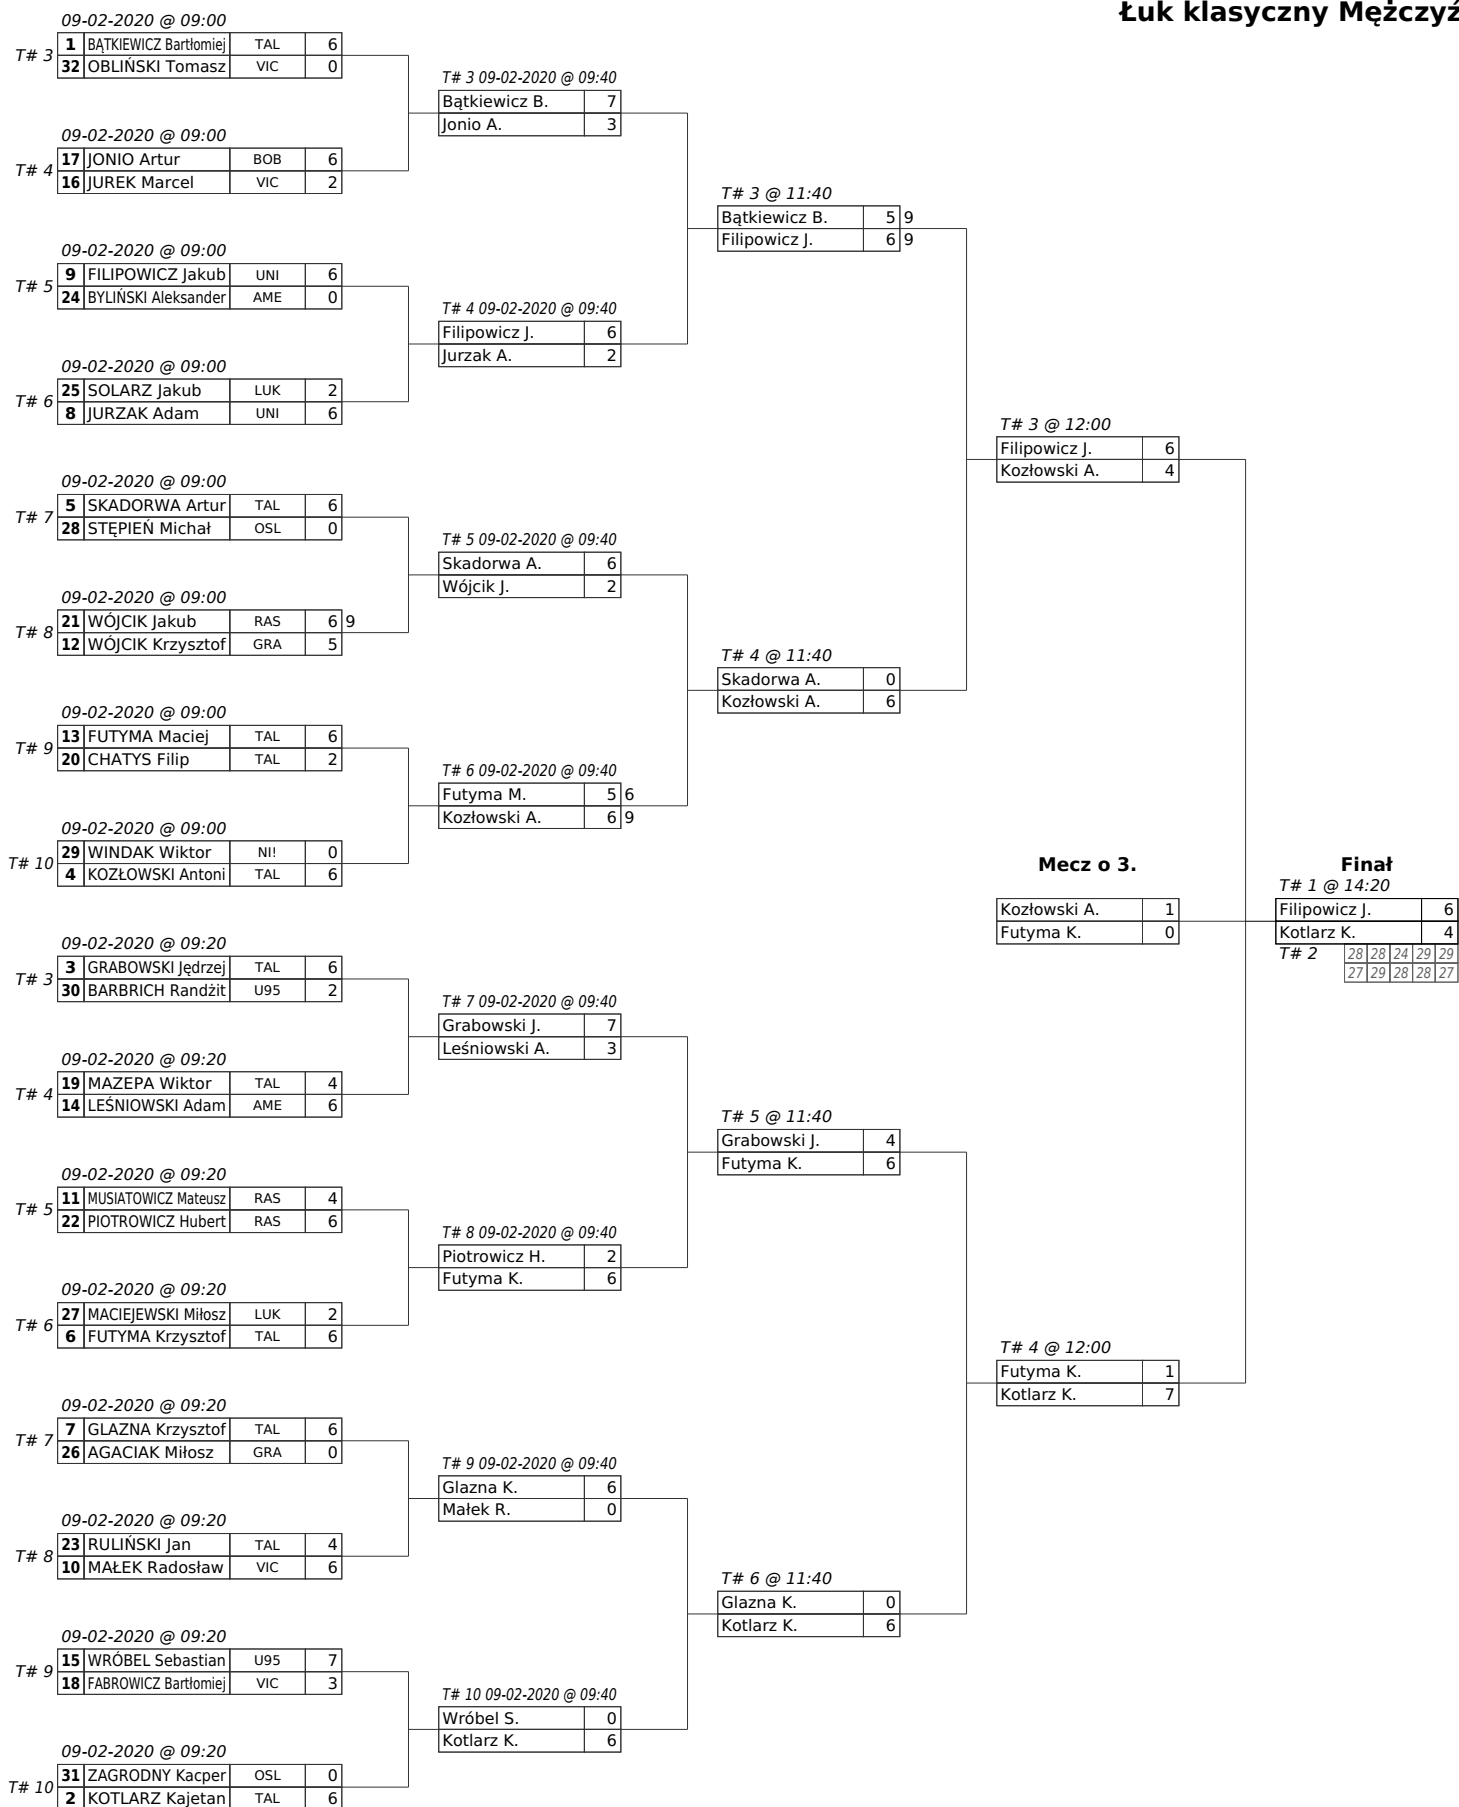 Łuk klasyczny Mężczyź
09-02-2020 @ 09:00
T# 3
1 BĄTKIEWICZ Bartłomiej TAL 6
32 OBLIŃSKI Tomasz VIC 0
09-02-2020 @ 09:00
T# 4
17 JONIO Artur BOB 6
16 JUREK Marcel VIC 2
09-02-2020 @ 09:00
T# 5
9 FILIPOWICZ Jakub UNI 6
24 BYLIŃSKI Aleksander AME 0
09-02-2020 @ 09:00
T# 6
25 SOLARZ Jakub LUK 2
8 JURZAK Adam UNI 6
09-02-2020 @ 09:00
T# 7
5 SKADORWA Artur TAL 6
28 STĘPIEŃ Michał OSL 0
09-02-2020 @ 09:00
T# 8
21 WÓJCIK Jakub RAS 6 9
12 WÓJCIK Krzysztof GRA 5
09-02-2020 @ 09:00
T# 9
13 FUTYMA Maciej TAL 6
20 CHATYS Filip TAL 2
09-02-2020 @ 09:00
T# 10
29 WINDAK Wiktor NI! 0
4 KOZŁOWSKI Antoni TAL 6
09-02-2020 @ 09:20
T# 3
3 GRABOWSKI Jędrzej TAL 6
30 BARBRICH Randżit U95 2
09-02-2020 @ 09:20
T# 4
19 MAZEPA Wiktor TAL 4
14 LEŚNIOWSKI Adam AME 6
09-02-2020 @ 09:20
T# 5
11 MUSIATOWICZ Mateusz RAS 4
22 PIOTROWICZ Hubert RAS 6
09-02-2020 @ 09:20
T# 6
27 MACIEJEWSKI Miłosz LUK 2
6 FUTYMA Krzysztof TAL 6
09-02-2020 @ 09:20
T# 7
7 GLAZNA Krzysztof TAL 6
26 AGACIAK Miłosz GRA 0
09-02-2020 @ 09:20
T# 8
23 RULIŃSKI Jan TAL 4
10 MAŁEK Radosław VIC 6
09-02-2020 @ 09:20
T# 9
15 WRÓBEL Sebastian U95 7
18 FABROWICZ Bartłomiej VIC 3
09-02-2020 @ 09:20
T# 10
31 ZAGRODNY Kacper OSL 0
2 KOTLARZ Kajetan TAL 6
T# 3 09-02-2020 @ 09:40
Bątkiewicz B. 7
Jonio A. 3
T# 4 09-02-2020 @ 09:40
Filipowicz J. 6
Jurzak A. 2
T# 5 09-02-2020 @ 09:40
Skadorwa A. 6
Wójcik J. 2
T# 6 09-02-2020 @ 09:40
Futyma M. 5 6
Kozłowski A. 6 9
T# 7 09-02-2020 @ 09:40
Grabowski J. 7
Leśniowski A. 3
T# 8 09-02-2020 @ 09:40
Piotrowicz H. 2
Futyma K. 6
T# 9 09-02-2020 @ 09:40
Glazna K. 6
Małek R. 0
T# 10 09-02-2020 @ 09:40
Wróbel S. 0
Kotlarz K. 6
T# 3 @ 11:40
Bątkiewicz B. 5 9
Filipowicz J. 6 9
T# 4 @ 11:40
Skadorwa A. 0
Kozłowski A. 6
T# 5 @ 11:40
Grabowski J. 4
Futyma K. 6
T# 6 @ 11:40
Glazna K. 0
Kotlarz K. 6
T# 3 @ 12:00
Filipowicz J. 6
Kozłowski A. 4
Mecz o 3.
Kozłowski A. 1
Futyma K. 0
T# 4 @ 12:00
Futyma K. 1
Kotlarz K. 7
Finał
T# 1 @ 14:20
Filipowicz J. 6
Kotlarz K. 4
T# 2 28 28 24 29 29
27 29 28 28 27